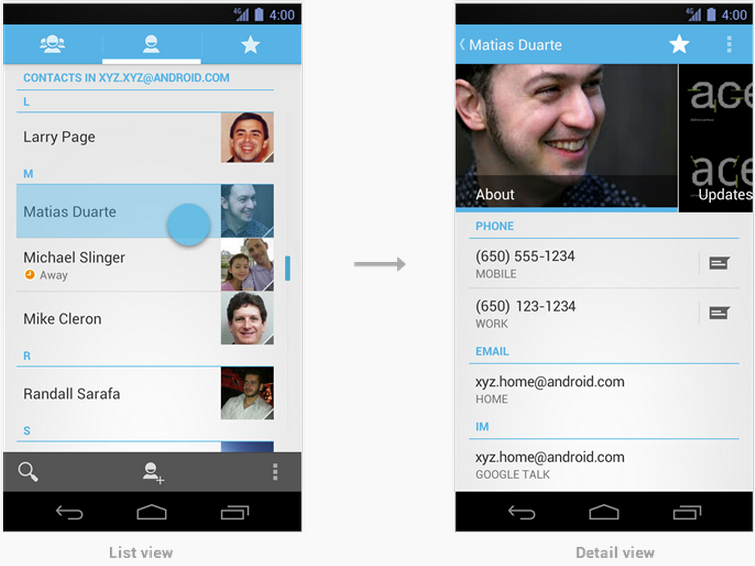 4:00
CONTACTS IN XYZ.XYZ@ANDROID.COM
L
Larry Page
M
Matias Duarte
Michael Slinger
Away
Mike Cleron
R
Randall Sarafa
S
List view
4:00
Matias Duarte
ace
ace
About
Updates
PHONE
(650) 555-1234
MOBILE
(650) 123-1234
WORK
EMAIL
xyz.home@android.com
HOME
IM
xyz.home@android.com
GOOGLE TALK
Detail view